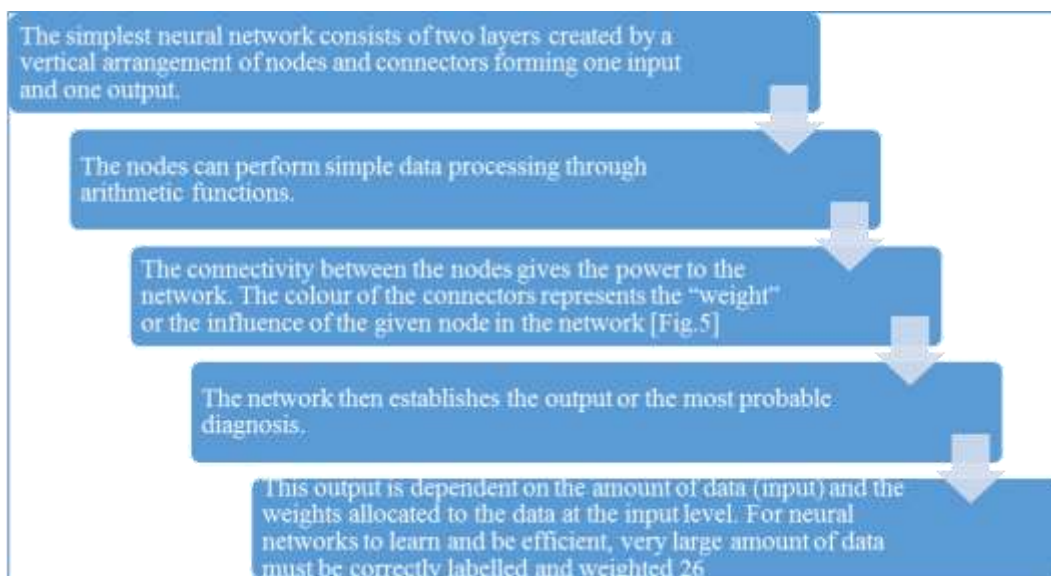 The simplest neural network consists of two layers created by a
vertical arrangement of nodes and connectors forming one input
and one output.
The nodes can perform simple data processing through
arithmetic functions.
The connectivity between the nodes gives the power to the
network. The colour of the connectors represents the “weight”
or the influence of the given node in the network [Fig.5]
The network then establishes the output or the most probable
diagnosis.
This output is dependent on the amount of data (input) and the
weights allocated to the data at the input level. For neural
networks to learn and be efficient, very large amount of data
must be correctly labelled and weighted 26